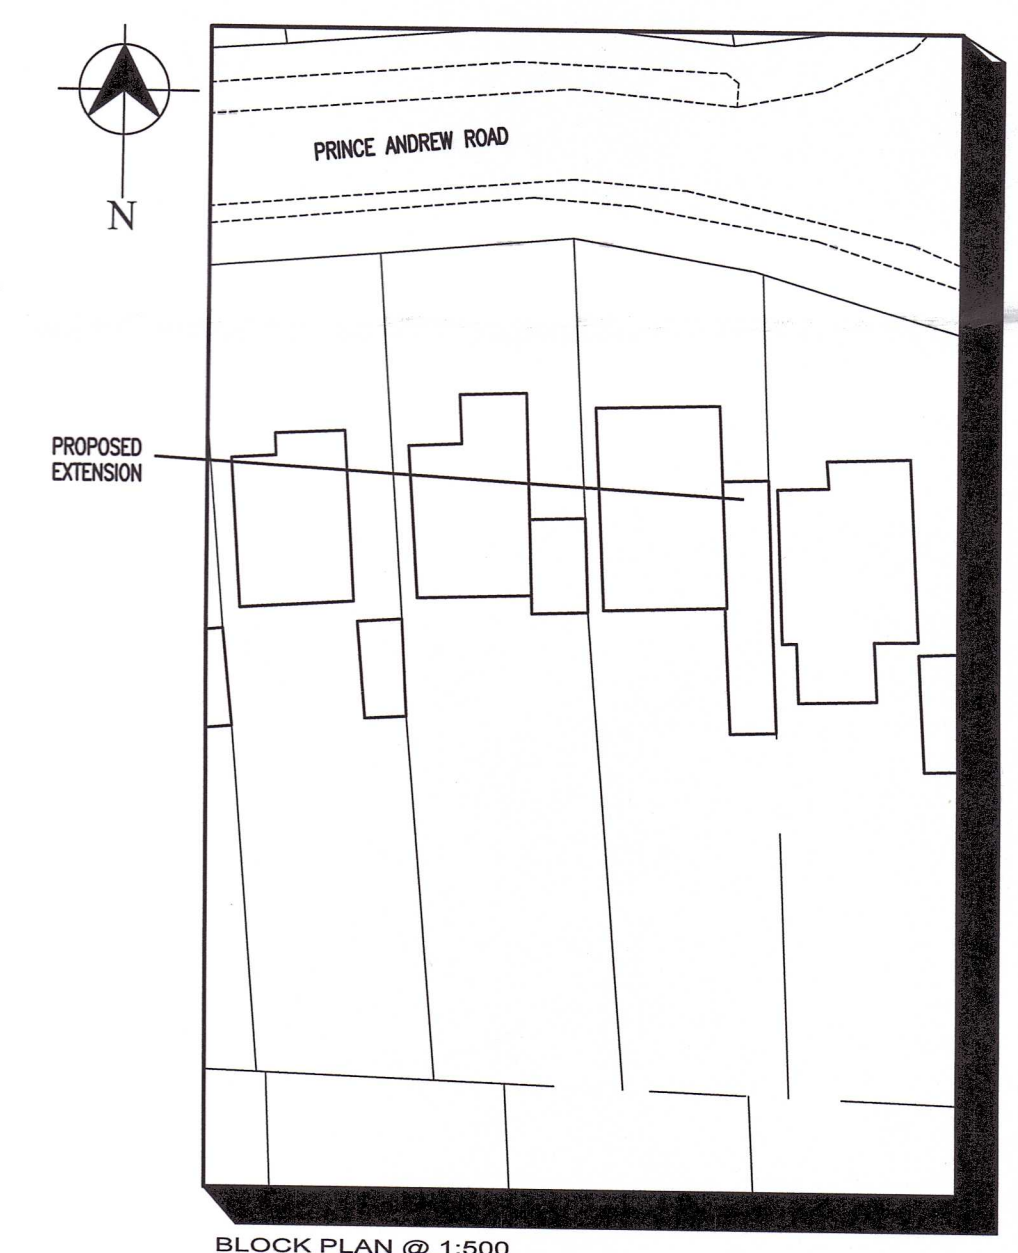 PRINCE ANDREW ROAD
N
PROPOSED
EXTENSION
BLOCK PLAN @ 1:500